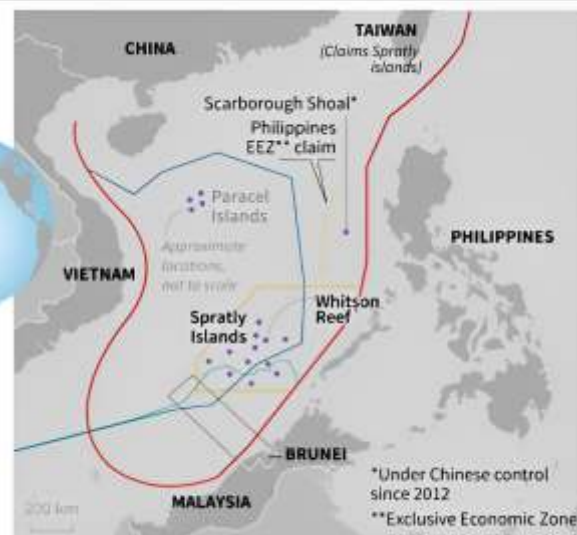 TAIWAN
(Claims Spratly
islands)
CHINA
Scarborough Shoal*
Philippines
EEZ** claim
Paracel
Islands
PHILIPPINES
Approximate
locations,
not to scale
VIETNAM
Whitson
Reef
Spratly
Islands
BRUNEI
*Under Chinese control
since 2012
MALAYSIA
200 km
**Exclusive Economic Zone